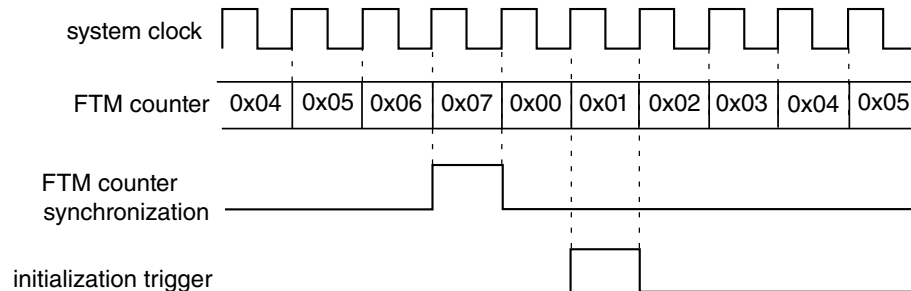 system clock
FTM counter 0x04 0x05 0x06 0x07 0x00 0x01 0x02 0x03 0x04 0x05
FTM counter
synchronization
initialization trigger